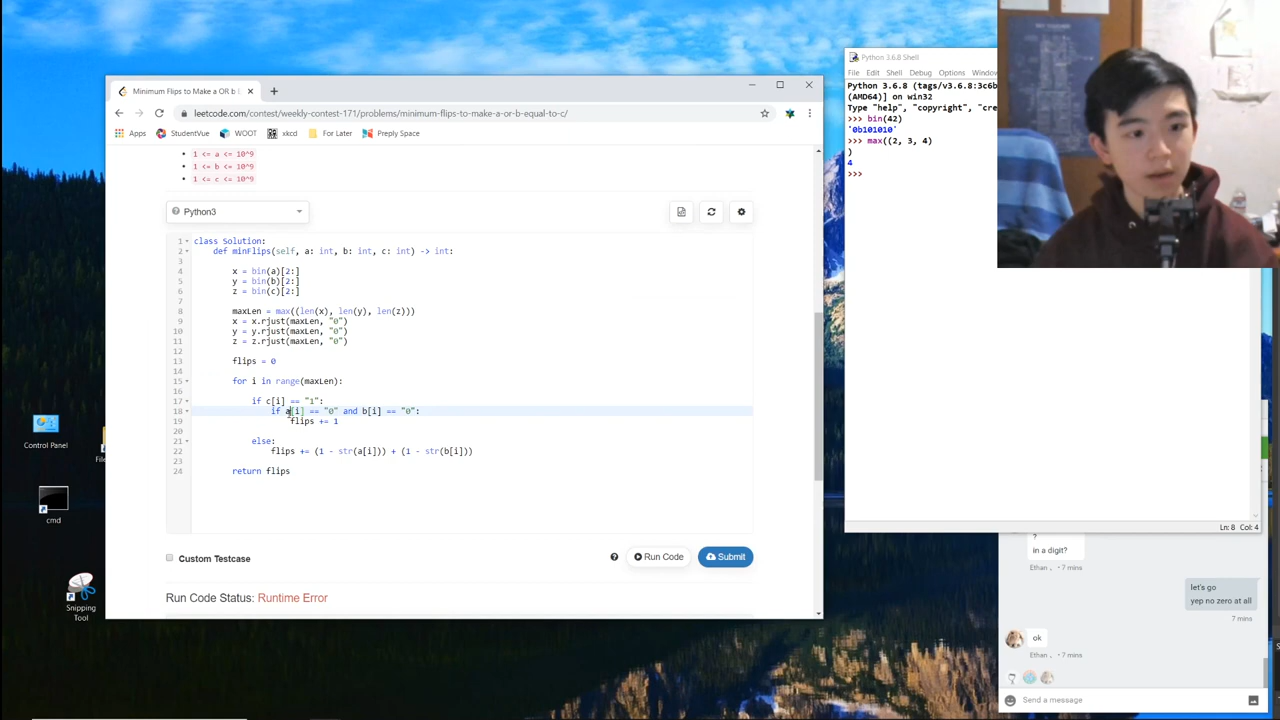 Minimum Flips to Make a OR b E
leetcode.com/contest/weekly-contest-171/problems/minimum-flips-to-make-a-or-b-equal-to-c/
Apps
StudentVue
WOOT
xkcd
For Later
Preply Space
1 <= a <= 10^9
1 <= b <= 10^9
1 <= c <= 10^9
Python3
1 class Solution:
2 def minFlips(self, a: int, b: int, c: int) -> int:
3
4 x = bin(a)[2:]
5 y = bin(b)[2:]
6 z = bin(c)[2:]
7
8 maxLen = max((len(x), len(y), len(z)))
9 x = x.rjust(maxLen, "0")
10 y = y.rjust(maxLen, "0")
11 z = z.rjust(maxLen, "0")
12
13 flips = 0
14
15 for i in range(maxLen):
16
17 if c[i] == "1":
18 if a[i] == "0" and b[i] == "0":
19 flips += 1
20
21 else:
22 flips += (1 - str(a[i])) + (1 - str(b[i]))
23
24 return flips
Custom Testcase
?
Run Code
Submit
Run Code Status: Runtime Error
Control Panel
File
cmd
Snipping
Tool
Python 3.6.8 Shell
File Edit Shell Debug Options Window
Python 3.6.8 (tags/v3.6.8:3c6b
(AMD64)] on win32
Type "help", "copyright", "cre
>>> bin(42)
'0b101010'
>>> max((2, 3, 4)
)
4
>>>
Ln: 8 Col: 4
?
in a digit?
Ethan , • 7 mins
let's go
yep no zero at all
7 mins
ok
Ethan , • 7 mins
Send a message